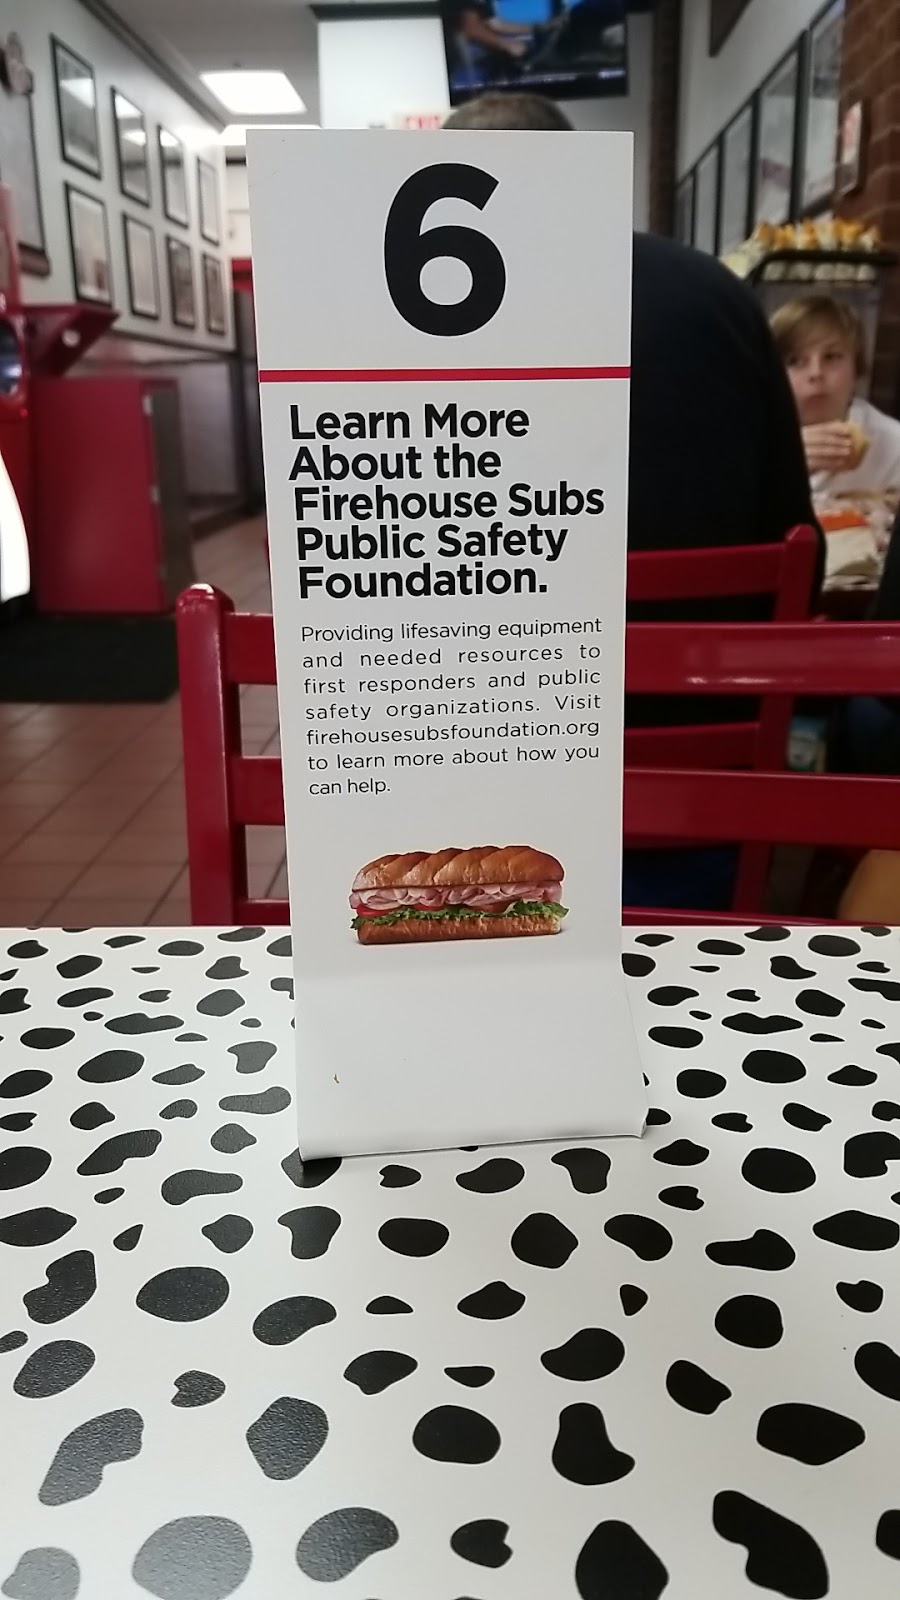 EXIT
6
Learn More
About the
Firehouse Subs
Public Safety
Foundation.
Providing lifesaving equipment
and needed resources to
first responders and public
safety organizations. Visit
firehousesubsfoundation.org
to learn more about how you
can help.